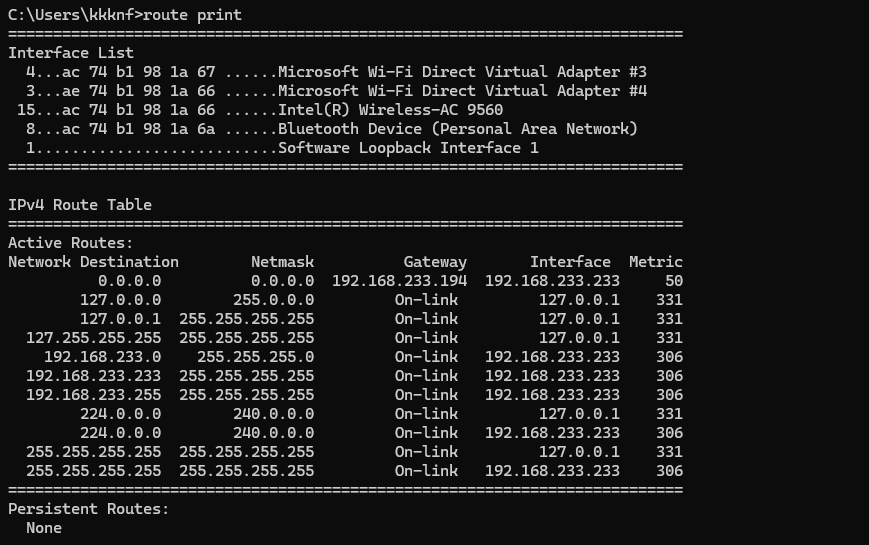 C:\Users\kkknf>route print
===========================================================================
Interface List
  4...ac 74 b1 98 1a 67 ......Microsoft Wi-Fi Direct Virtual Adapter #3
  3...ae 74 b1 98 1a 66 ......Microsoft Wi-Fi Direct Virtual Adapter #4
 15...ac 74 b1 98 1a 66 ......Intel(R) Wireless-AC 9560
  8...ac 74 b1 98 1a 6a ......Bluetooth Device (Personal Area Network)
  1...........................Software Loopback Interface 1
===========================================================================
IPv4 Route Table
===========================================================================
Active Routes:
Network Destination        Netmask          Gateway       Interface  Metric
          0.0.0.0          0.0.0.0  192.168.233.194  192.168.233.233     50
        127.0.0.0        255.0.0.0         On-link         127.0.0.1    331
        127.0.0.1  255.255.255.255         On-link         127.0.0.1    331
  127.255.255.255  255.255.255.255         On-link         127.0.0.1    331
    192.168.233.0    255.255.255.0         On-link   192.168.233.233    306
  192.168.233.233  255.255.255.255         On-link   192.168.233.233    306
  192.168.233.255  255.255.255.255         On-link   192.168.233.233    306
        224.0.0.0        240.0.0.0         On-link         127.0.0.1    331
        224.0.0.0        240.0.0.0         On-link   192.168.233.233    306
  255.255.255.255  255.255.255.255         On-link         127.0.0.1    331
  255.255.255.255  255.255.255.255         On-link   192.168.233.233    306
===========================================================================
Persistent Routes:
  None